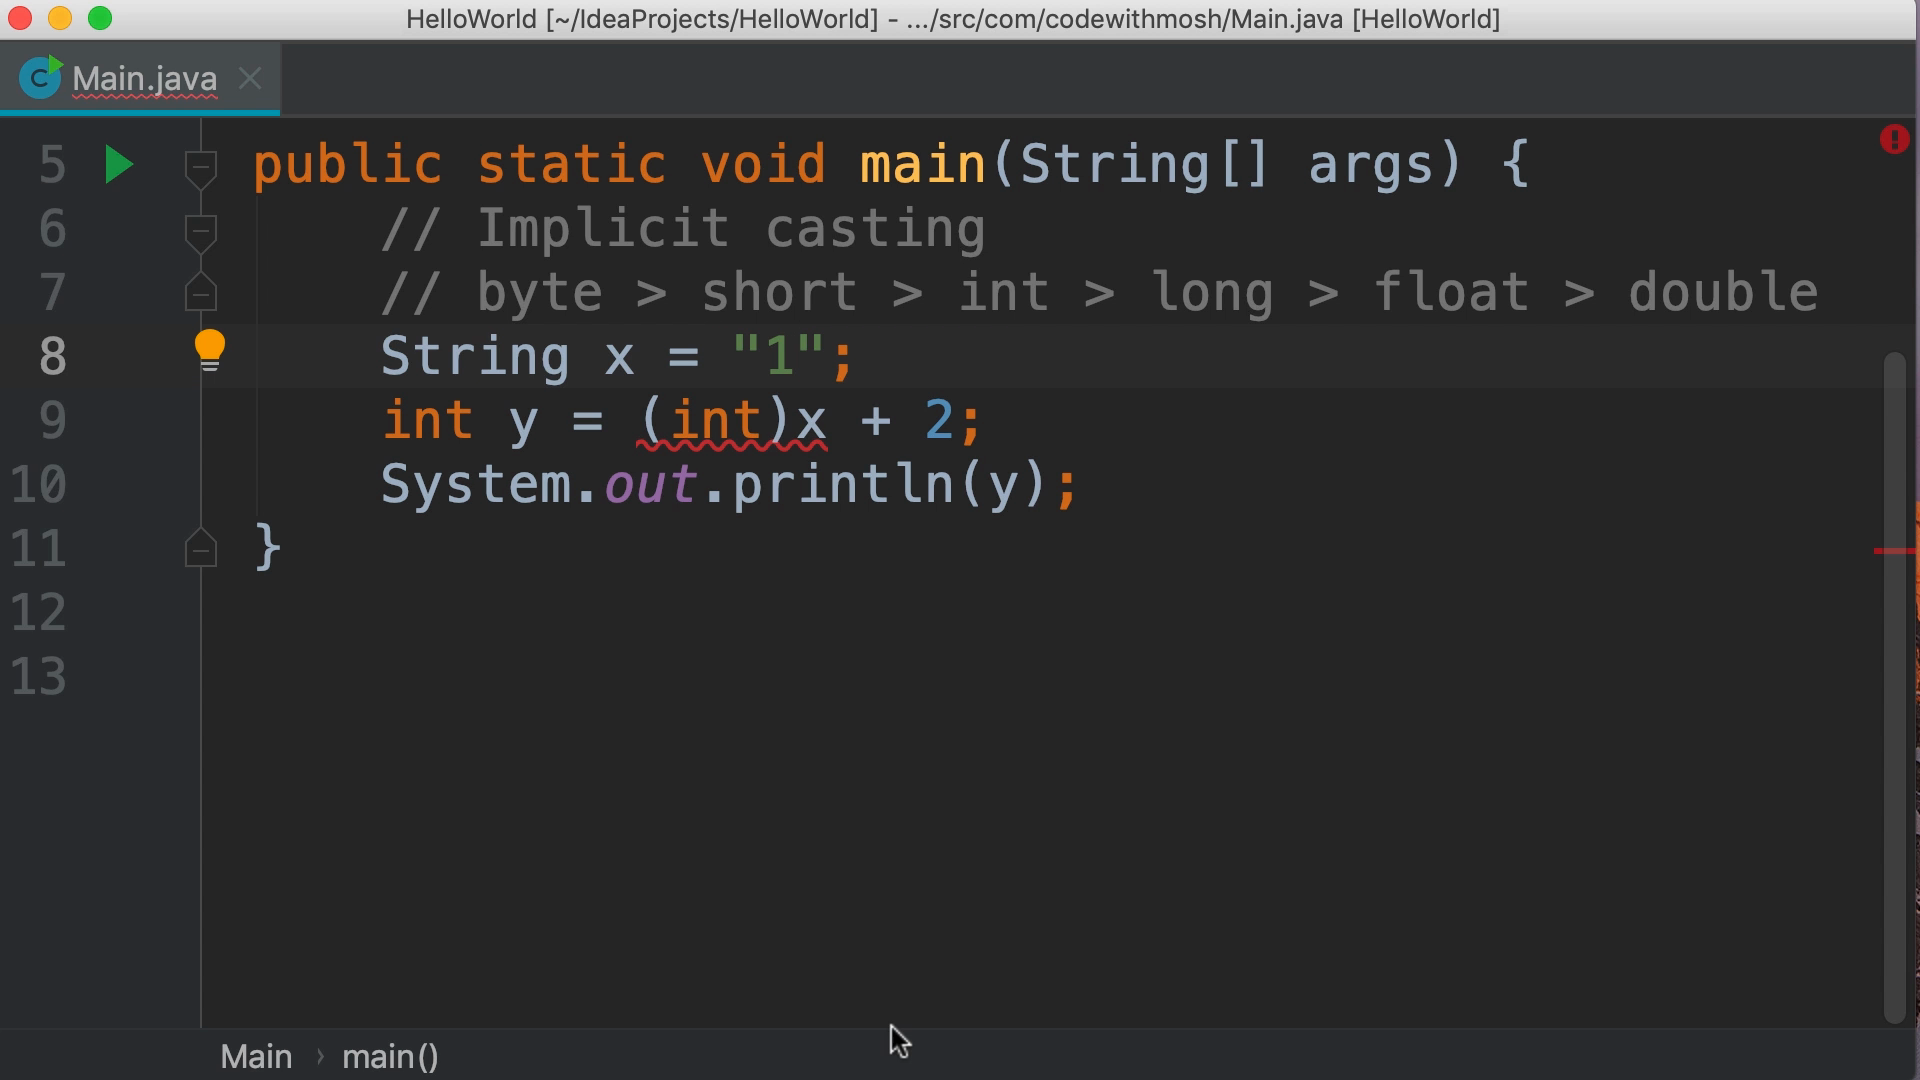 HelloWorld [~/IdeaProjects/HelloWorld] - .../src/com/codewithmosh/Main.java [HelloWorld]
C Main.java
5 public static void main(String[] args) {
6 // Implicit casting
7 // byte > short > int > long > float > double
8 String x = "1";
9 int y = (int)x + 2;
10 System.out.println(y);
11 }
12
13
Main › main()